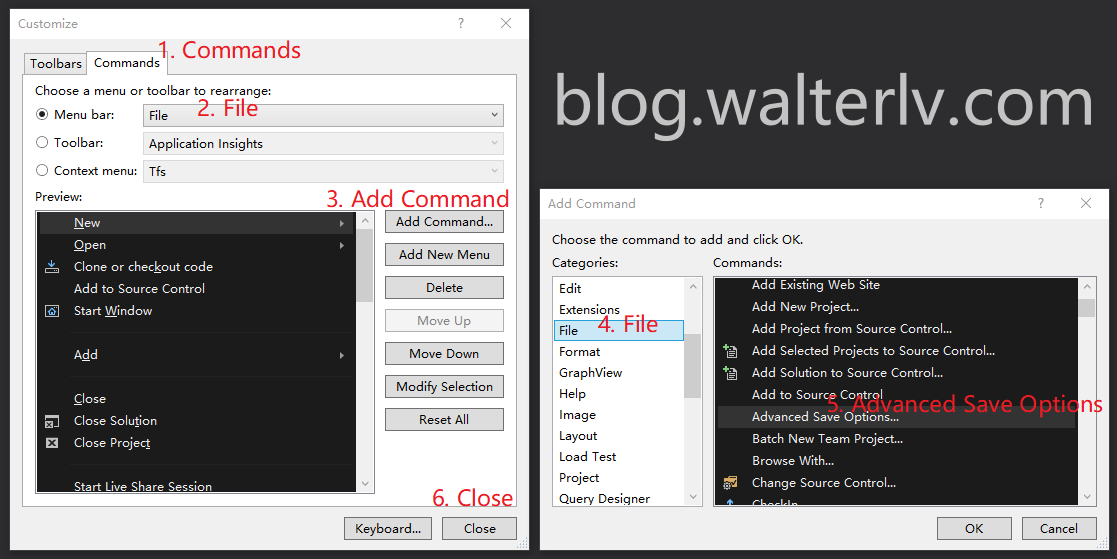 Customize
1. Commands
Toolbars
Commands
Choose a menu or toolbar to rearrange:
2. File
Menu bar:
File
Toolbar:
Application Insights
Context menu:
Tfs
Preview:
3. Add Command
New
Open
Clone or checkout code
Add to Source Control
Start Window
Add
Close
Close Solution
Close Project
Start Live Share Session
Add Command...
Add New Menu
Delete
Move Up
Move Down
Modify Selection
Reset All
6. Close
Keyboard...
Close
blog.walterlv.com
Add Command
Choose the command to add and click OK.
Categories:
Commands:
Edit
Extensions
File
4. File
Format
GraphView
Help
Image
Layout
Load Test
Project
Query Designer
Add Existing Web Site
Add New Project...
Add Project from Source Control...
Add Selected Projects to Source Control...
Add Solution to Source Control...
Add to Source Control
5. Advanced Save Options
Advanced Save Options...
Batch New Team Project...
Browse With...
Change Source Control...
CheckIn
OK
Cancel